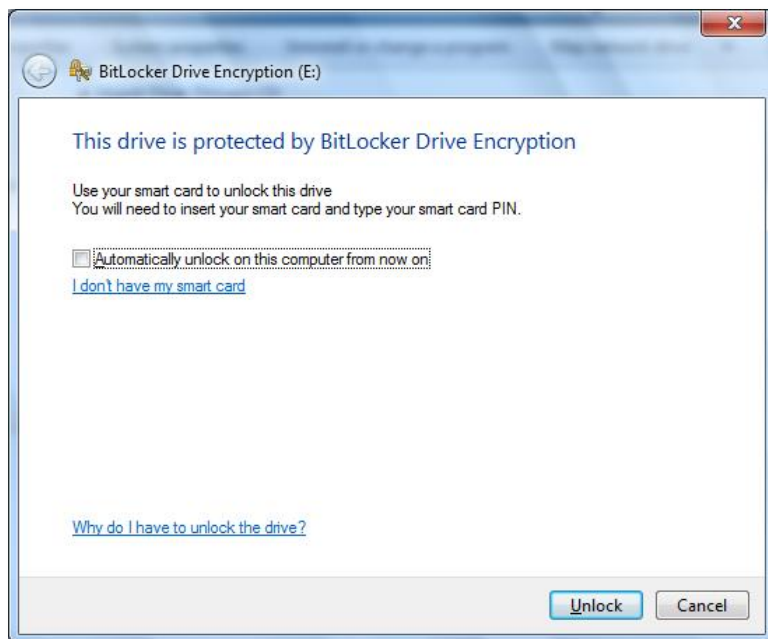 BitLocker Drive Encryption (E:)
This drive is protected by BitLocker Drive Encryption
Use your smart card to unlock this drive
You will need to insert your smart card and type your smart card PIN.
Automatically unlock on this computer from now on
I don't have my smart card
Why do I have to unlock the drive?
Unlock Cancel